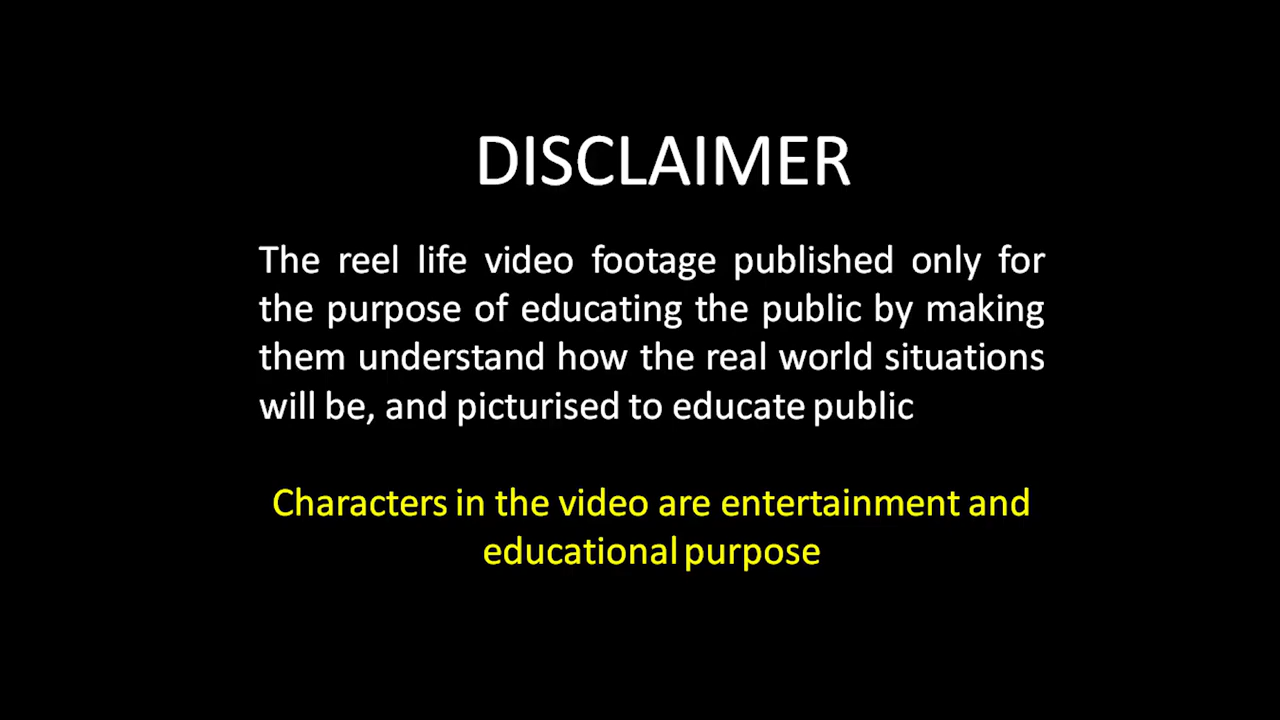 DISCLAIMER
The reel life video footage published only for
the purpose of educating the public by making
them understand how the real world situations
will be, and picturised to educate public
Characters in the video are entertainment and
educational purpose